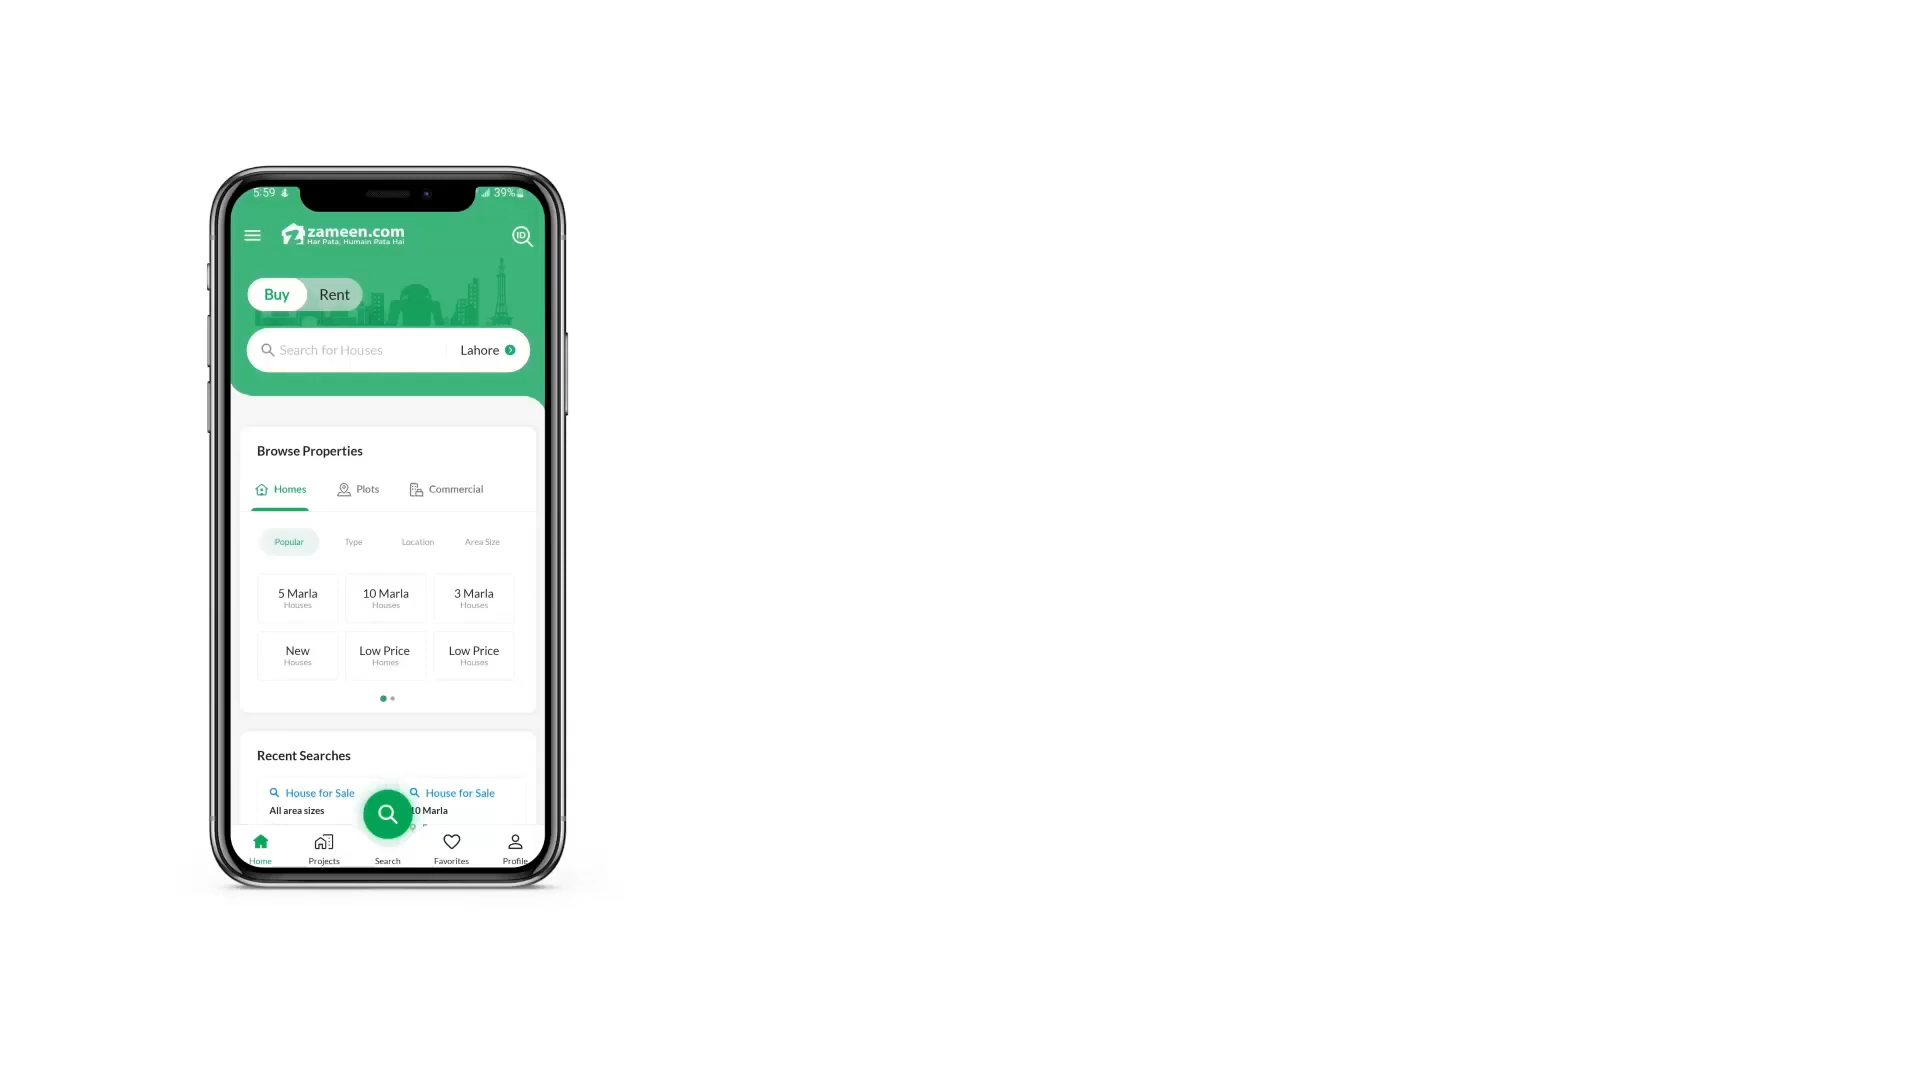 5:59
39%
zameen.com
Har Pata, Humain Pata Hai
ID
Buy
Rent
Search for Houses
Lahore
Browse Properties
Homes
Plots
Commercial
Popular
Type
Location
Area Size
5 Marla
Houses
10 Marla
Houses
3 Marla
Houses
New
Houses
Low Price
Homes
Low Price
Houses
Recent Searches
House for Sale
All area sizes
House for Sale
10 Marla
Home
Projects
Search
Favorites
Profile